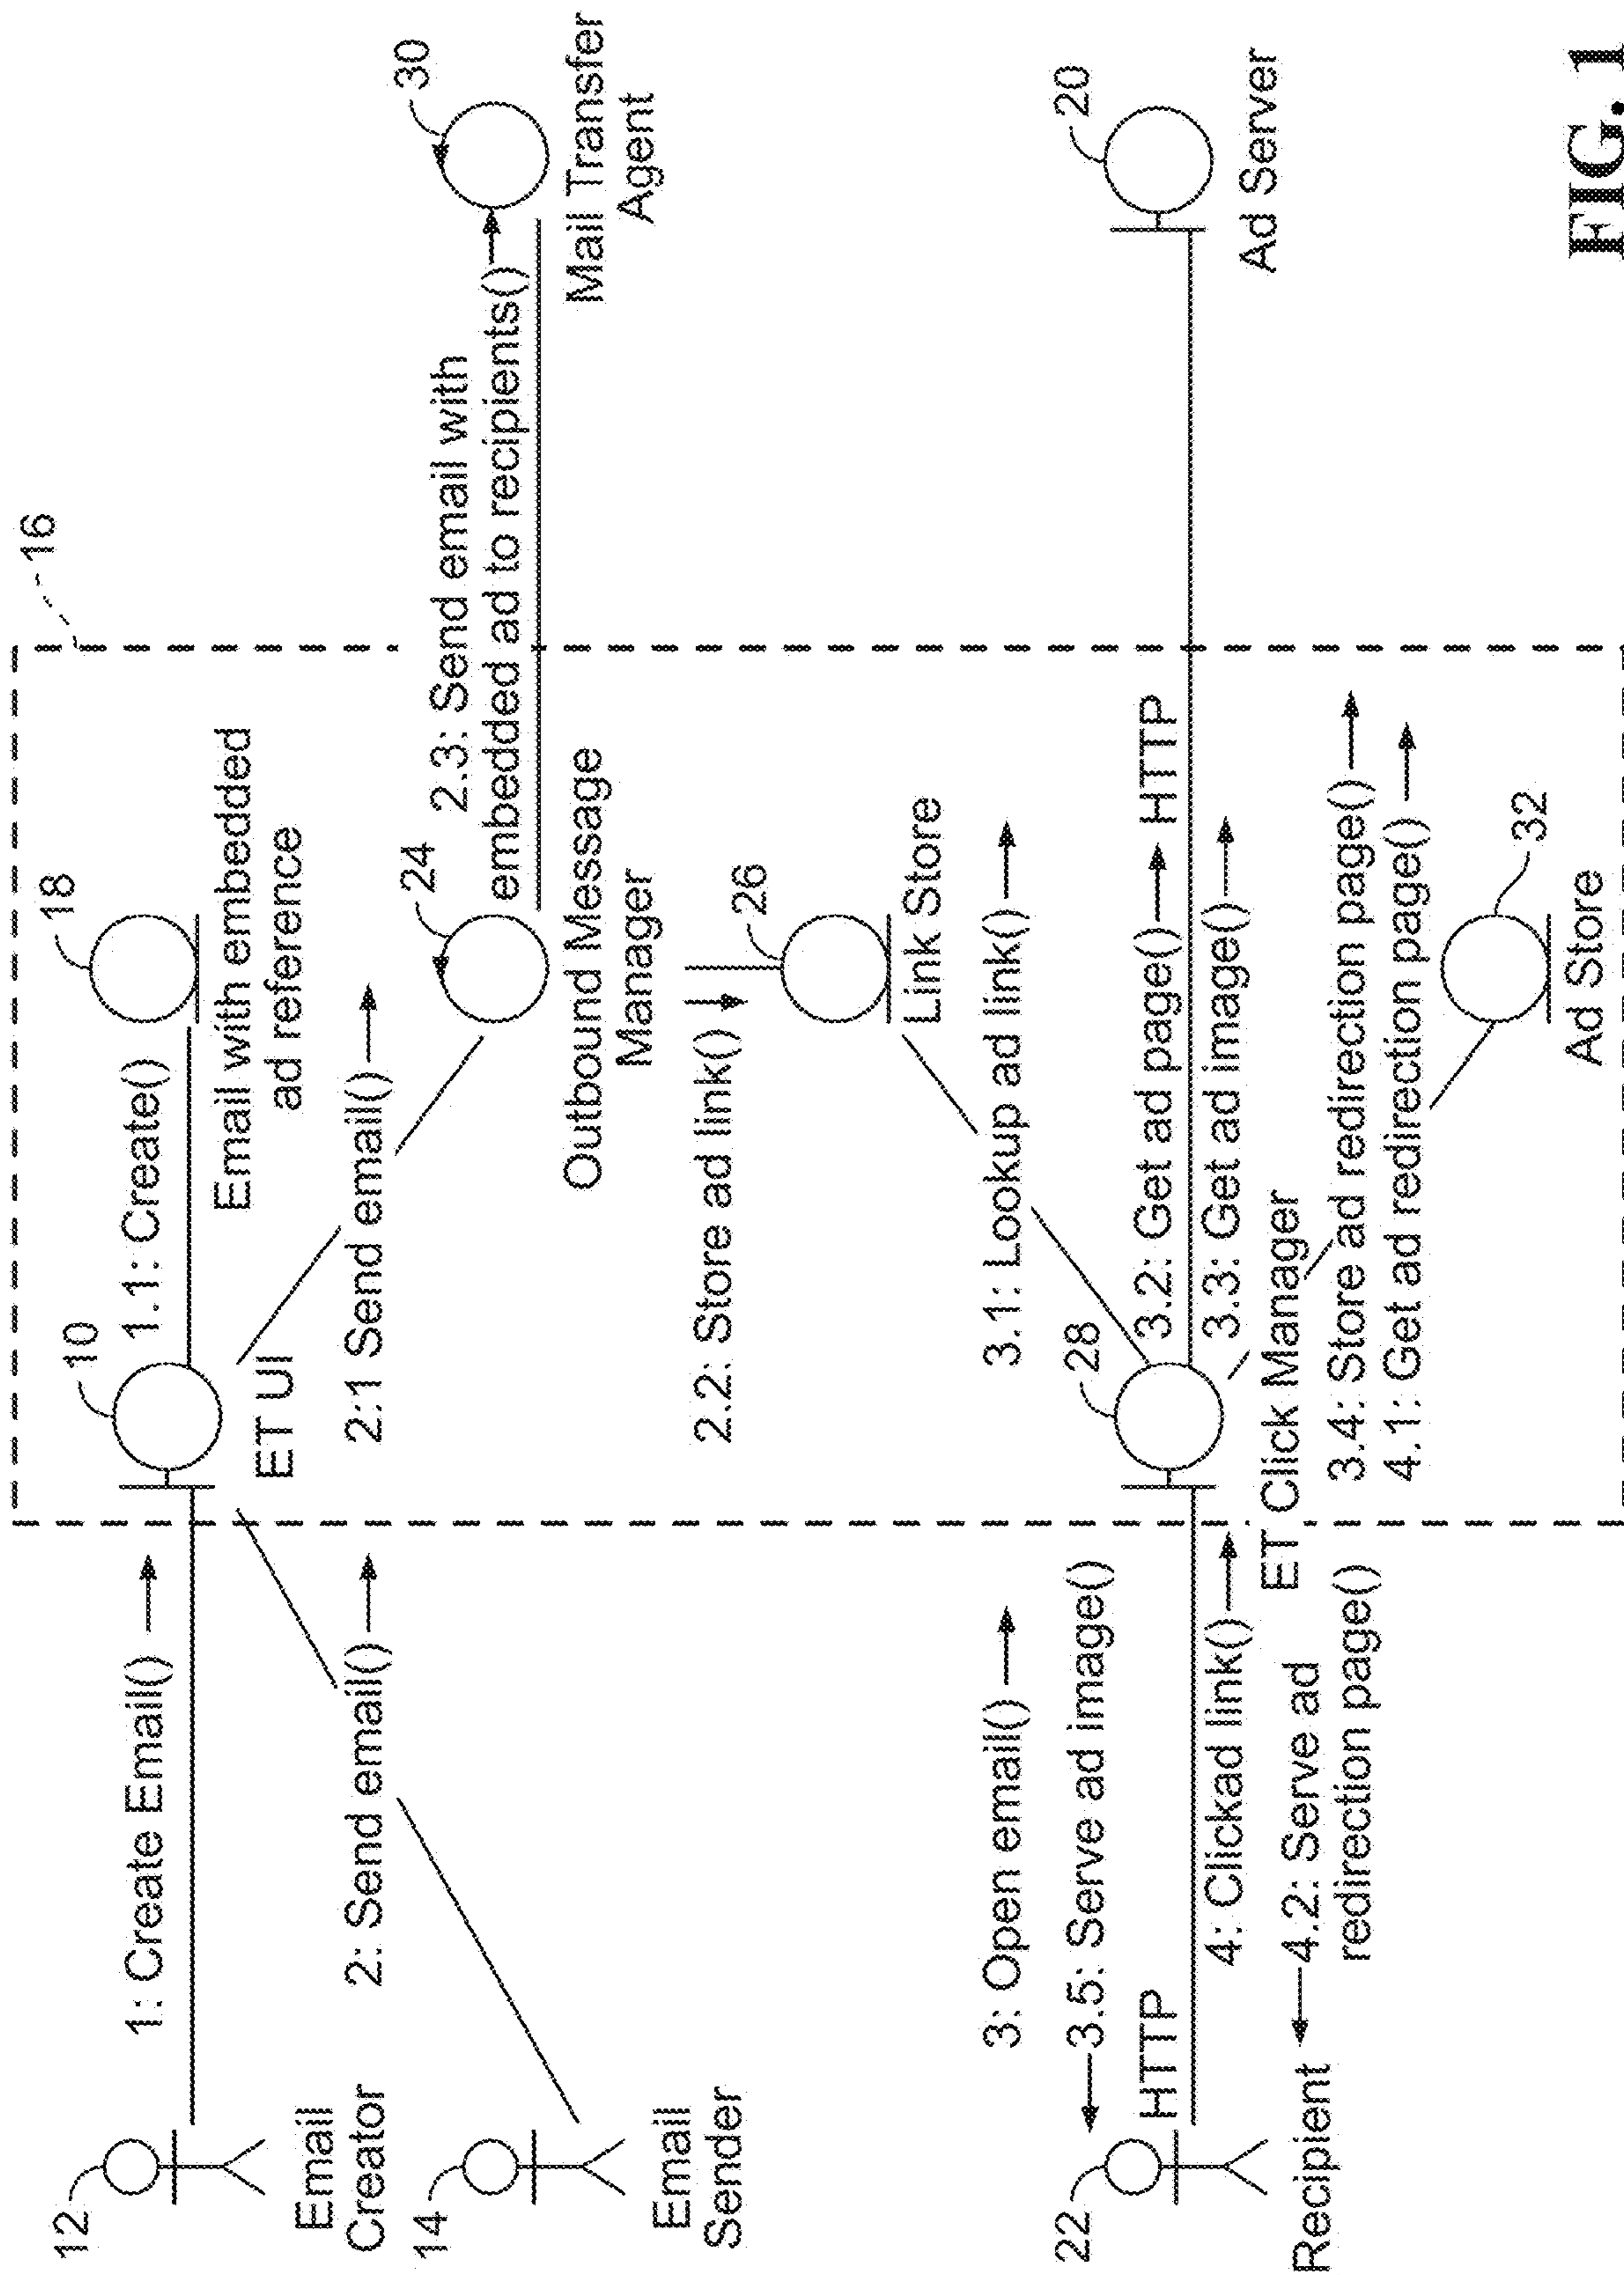 16
12
1: Create Email()
10
1.1: Create()
18
Email
Creator
ET UI
Email with embedded
ad reference
14
2: Send email()
2:1 Send email()
24
2.3: Send email with
embedded ad to recipients()
30
Email
Sender
Outbound Message
Manager
Mail Transfer
Agent
2.2: Store ad link()
26
Link Store
3: Open email()
3.1: Lookup ad llink()
22
3.5: Serve ad image()
28
20
HTTP
3.2: Get ad page()
HTTP
4: Clickad link()
3.3: Get ad image()
Recipient
4.2: Serve ad
redirection page()
ET Click Manager
Ad Server
3.4: Store ad redirection page()
4.1: Get ad redirection page()
32
Ad Store
FIG. 1